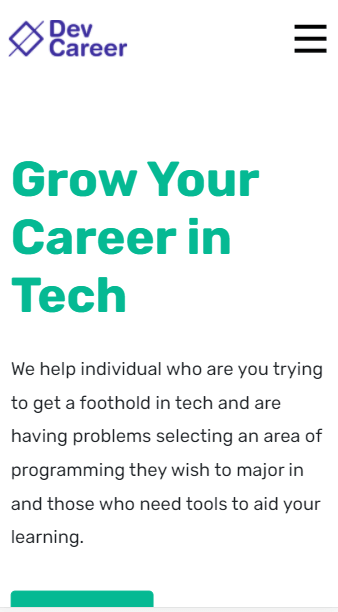 Dev
Career
Grow Your
Career in
Tech
We help individual who are you trying
to get a foothold in tech and are
having problems selecting an area of
programming they wish to major in
and those who need tools to aid your
learning.